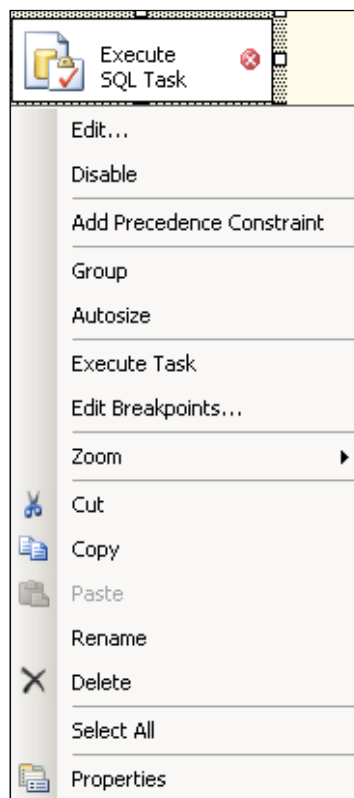 Execute
SQL Task
Edit...
Disable
Add Precedence Constraint
Group
Autosize
Execute Task
Edit Breakpoints...
Zoom
Cut
Copy
Paste
Rename
Delete
Select All
Properties